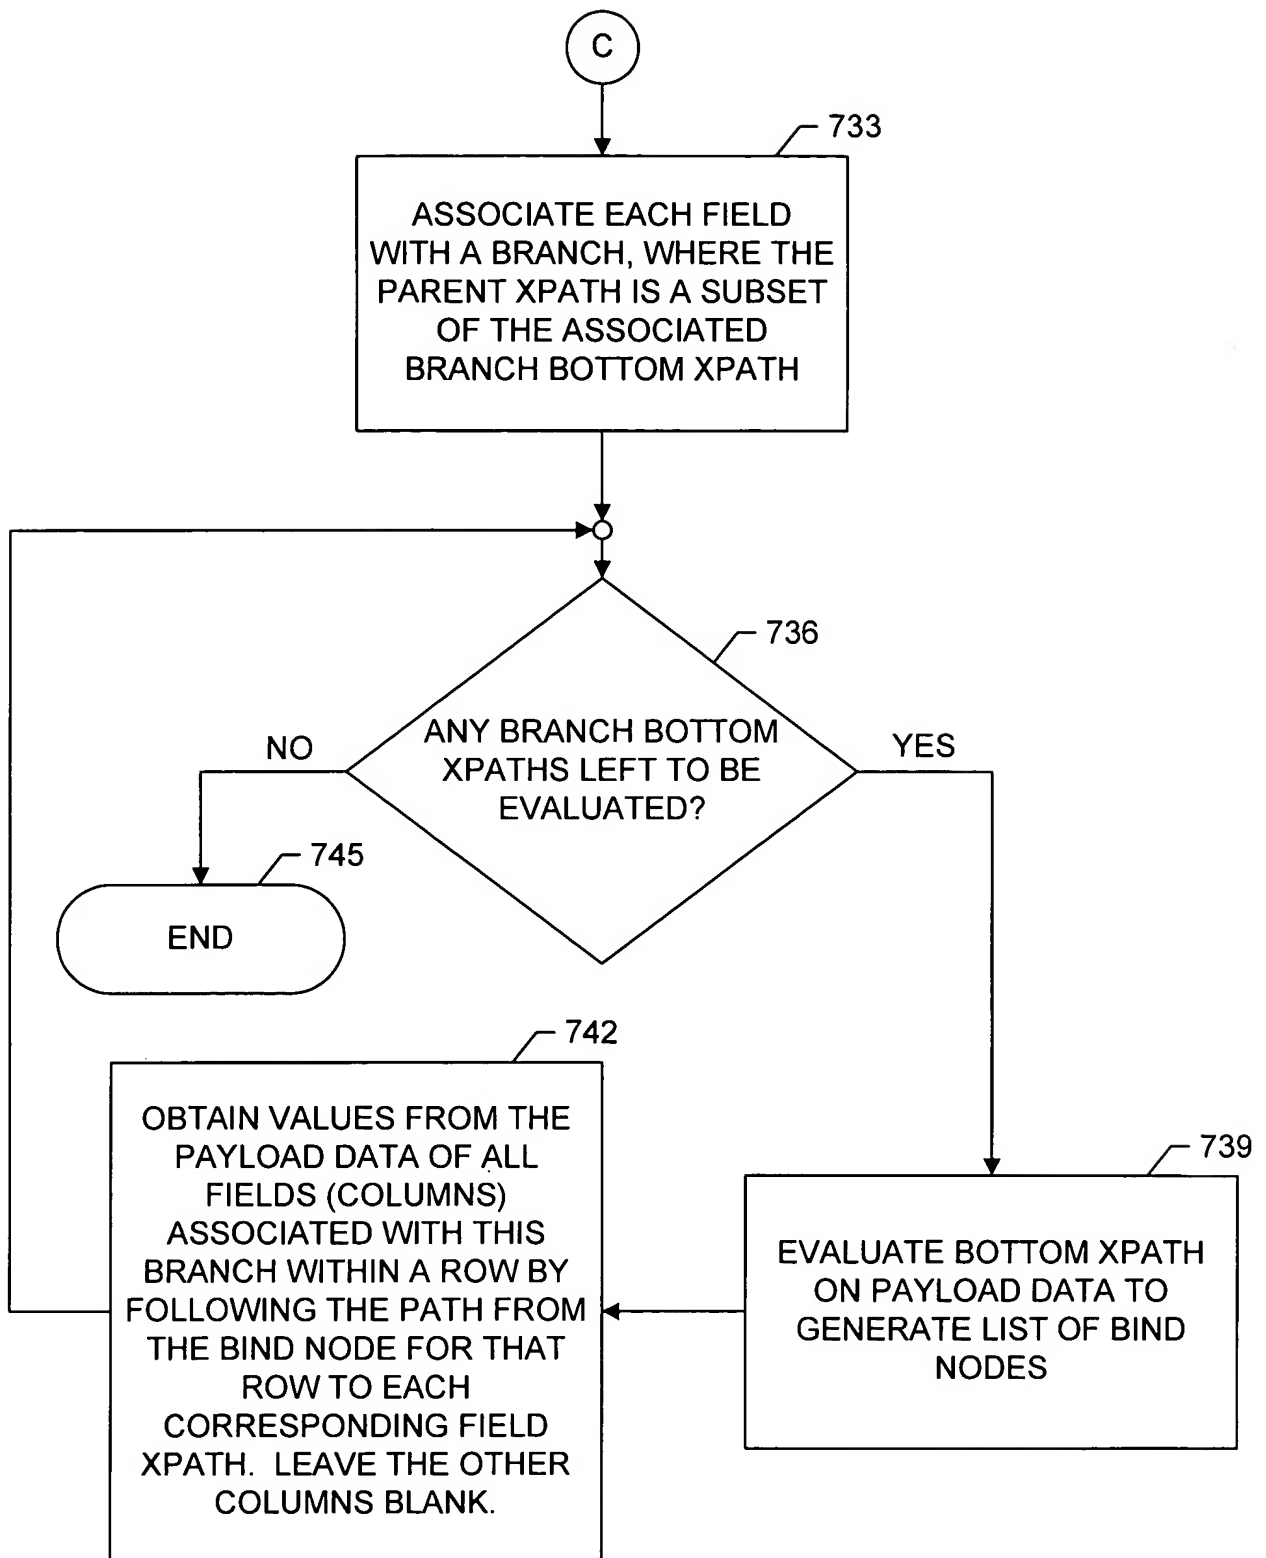 C
733
ASSOCIATE EACH FIELD
WITH A BRANCH, WHERE THE
PARENT XPATH IS A SUBSET
OF THE ASSOCIATED
BRANCH BOTTOM XPATH
736
ANY BRANCH BOTTOM
XPATHS LEFT TO BE
EVALUATED?
NO
YES
745
END
742
OBTAIN VALUES FROM THE
PAYLOAD DATA OF ALL
FIELDS (COLUMNS)
ASSOCIATED WITH THIS
BRANCH WITHIN A ROW BY
FOLLOWING THE PATH FROM
THE BIND NODE FOR THAT
ROW TO EACH
CORRESPONDING FIELD
XPATH. LEAVE THE OTHER
COLUMNS BLANK.
739
EVALUATE BOTTOM XPATH
ON PAYLOAD DATA TO
GENERATE LIST OF BIND
NODES